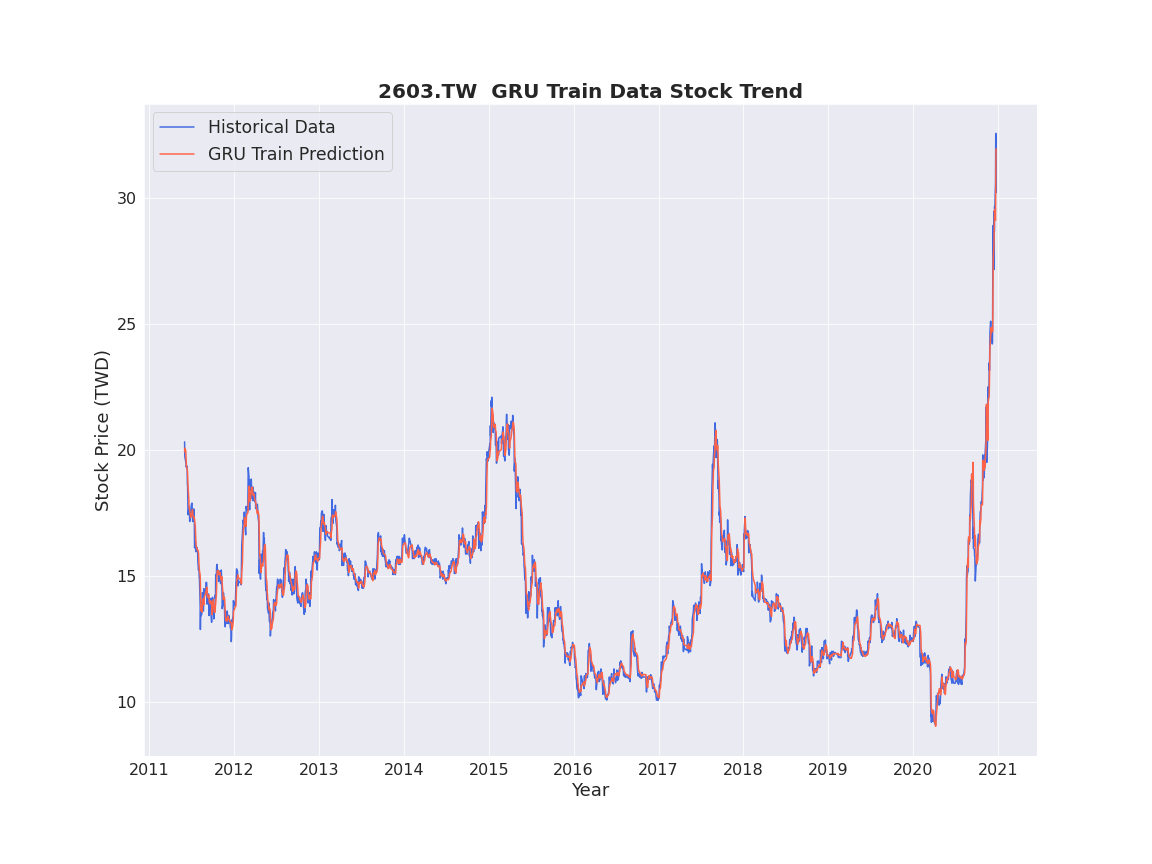 2603.TW  GRU Train Data Stock Trend
Historical Data
GRU Train Prediction
Stock Price (TWD)
30
25
20
15
10
2011 2012 2013 2014 2015 2016 2017 2018 2019 2020 2021
Year